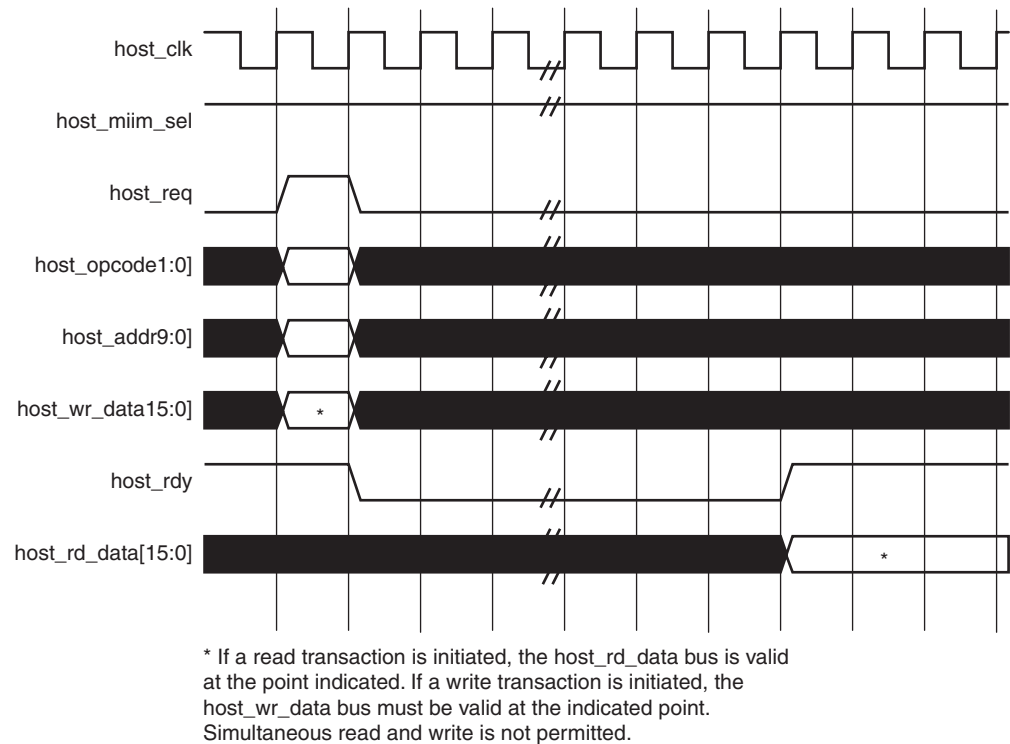 host_clk
host_miim_sel
host_req
host_opcode1:0]
host_addr9:0]
host_wr_data15:0]
*
host_rdy
host_rd_data[15:0]
*
* If a read transaction is initiated, the host_rd_data bus is valid
at the point indicated. If a write transaction is initiated, the
host_wr_data bus must be valid at the indicated point.
Simultaneous read and write is not permitted.